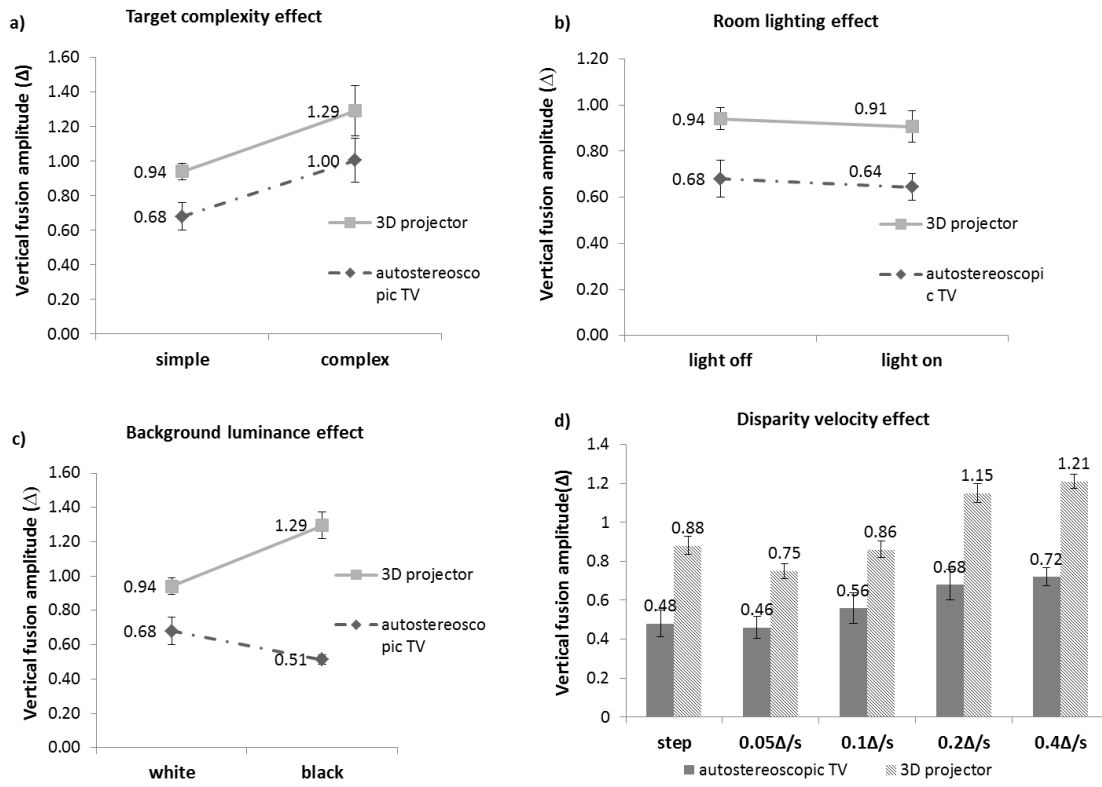 a)
Target complexity effect
Vertical fusion amplitude (Δ)
1.60
1.40
1.20
1.00
0.80
0.60
0.40
0.20
0.00
0.94
1.29
0.68
1.00
3D projector
autostereosco
pic TV
simple
complex
b)
Room lighting effect
Vertical fusion amplitude (Δ)
1.20
1.00
0.80
0.60
0.40
0.20
0.00
0.94
0.91
0.68
0.64
3D projector
autostereoscopi
c TV
light off
light on
c)
Background luminance effect
Vertical fusion amplitude (Δ)
1.60
1.40
1.20
1.00
0.80
0.60
0.40
0.20
0.00
0.94
1.29
0.68
0.51
3D projector
autostereosco
pic TV
white
black
d)
Disparity velocity effect
Vertical fusion amplitude(Δ)
1.4
1.2
1
0.8
0.6
0.4
0.2
0
0.48
0.88
0.46
0.75
0.56
0.86
0.68
1.15
0.72
1.21
step
0.05Δ/s
0.1Δ/s
0.2Δ/s
0.4Δ/s
autostereoscopic TV
3D projector